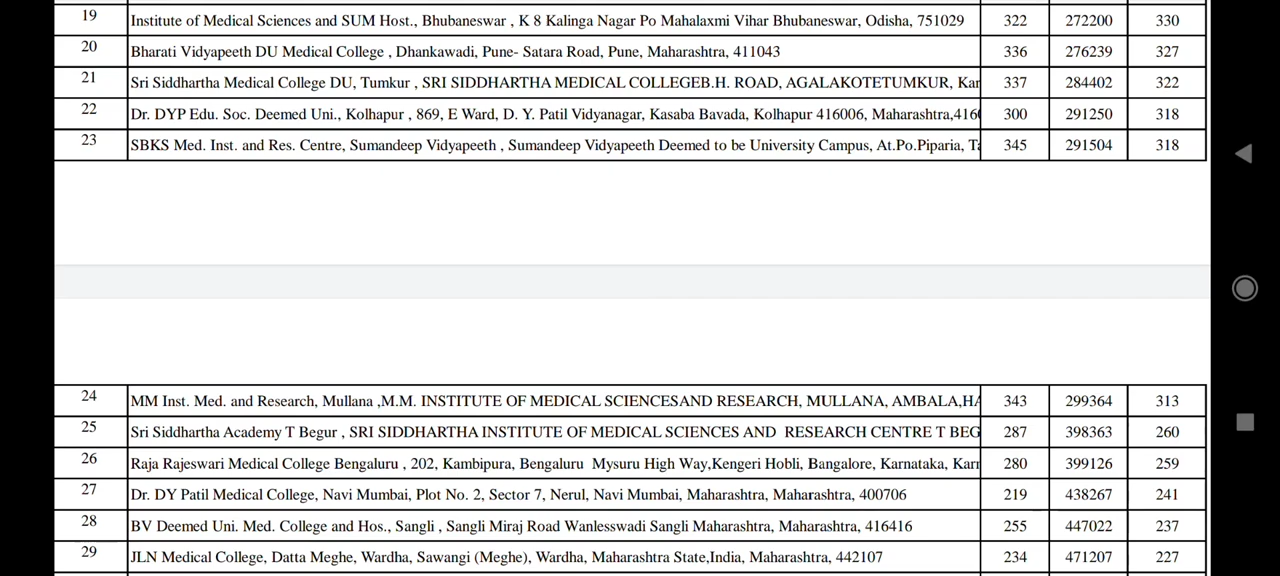 19 Institute of Medical Sciences and SUM Host., Bhubaneswar , K 8 Kalinga Nagar Po Mahalaxmi Vihar Bhubaneswar, Odisha, 751029 322 272200 330
20 Bharati Vidyapeeth DU Medical College , Dhankawadi, Pune- Satara Road, Pune, Maharashtra, 411043 336 276239 327
21 Sri Siddhartha Medical College DU, Tumkur , SRI SIDDHARTHA MEDICAL COLLEGEB.H. ROAD, AGALAKOTETUMKUR, Kar 337 284402 322
22 Dr. DYP Edu. Soc. Deemed Uni., Kolhapur , 869, E Ward, D. Y. Patil Vidyanagar, Kasaba Bavada, Kolhapur 416006, Maharashtra,416 300 291250 318
23 SBKS Med. Inst. and Res. Centre, Sumandeep Vidyapeeth , Sumandeep Vidyapeeth Deemed to be University Campus, At.Po.Piparia, Ta 345 291504 318
24 MM Inst. Med. and Research, Mullana ,M.M. INSTITUTE OF MEDICAL SCIENCESAND RESEARCH, MULLANA, AMBALA,HA 343 299364 313
25 Sri Siddhartha Academy T Begur , SRI SIDDHARTHA INSTITUTE OF MEDICAL SCIENCES AND RESEARCH CENTRE T BEG 287 398363 260
26 Raja Rajeswari Medical College Bengaluru , 202, Kambipura, Bengaluru Mysuru High Way,Kengeri Hobli, Bangalore, Karnataka, Karn 280 399126 259
27 Dr. DY Patil Medical College, Navi Mumbai, Plot No. 2, Sector 7, Nerul, Navi Mumbai, Maharashtra, Maharashtra, 400706 219 438267 241
28 BV Deemed Uni. Med. College and Hos., Sangli , Sangli Miraj Road Wanlesswadi Sangli Maharashtra, Maharashtra, 416416 255 447022 237
29 JLN Medical College, Datta Meghe, Wardha, Sawangi (Meghe), Wardha, Maharashtra State,India, Maharashtra, 442107 234 471207 227